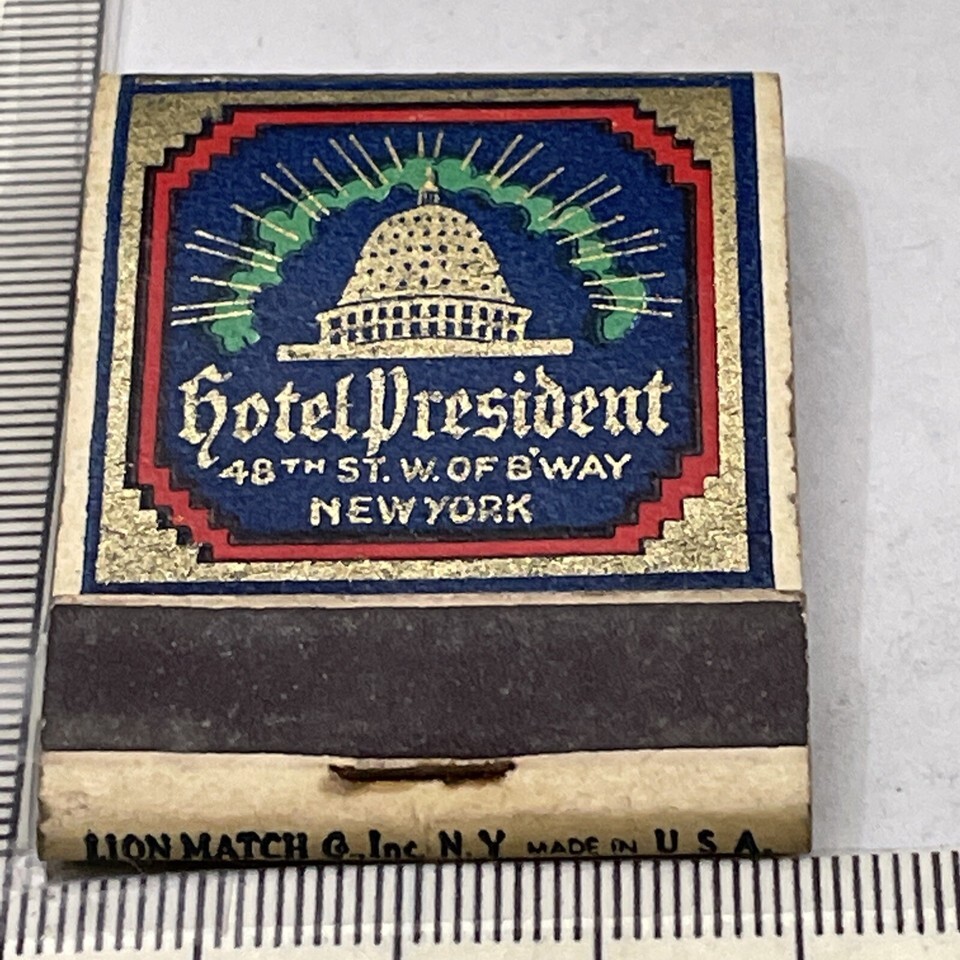 Hotel President
48TH ST. W. OF B'WAY
NEW YORK
LION MATCH Co., Inc. N. Y. MADE IN U. S. A.